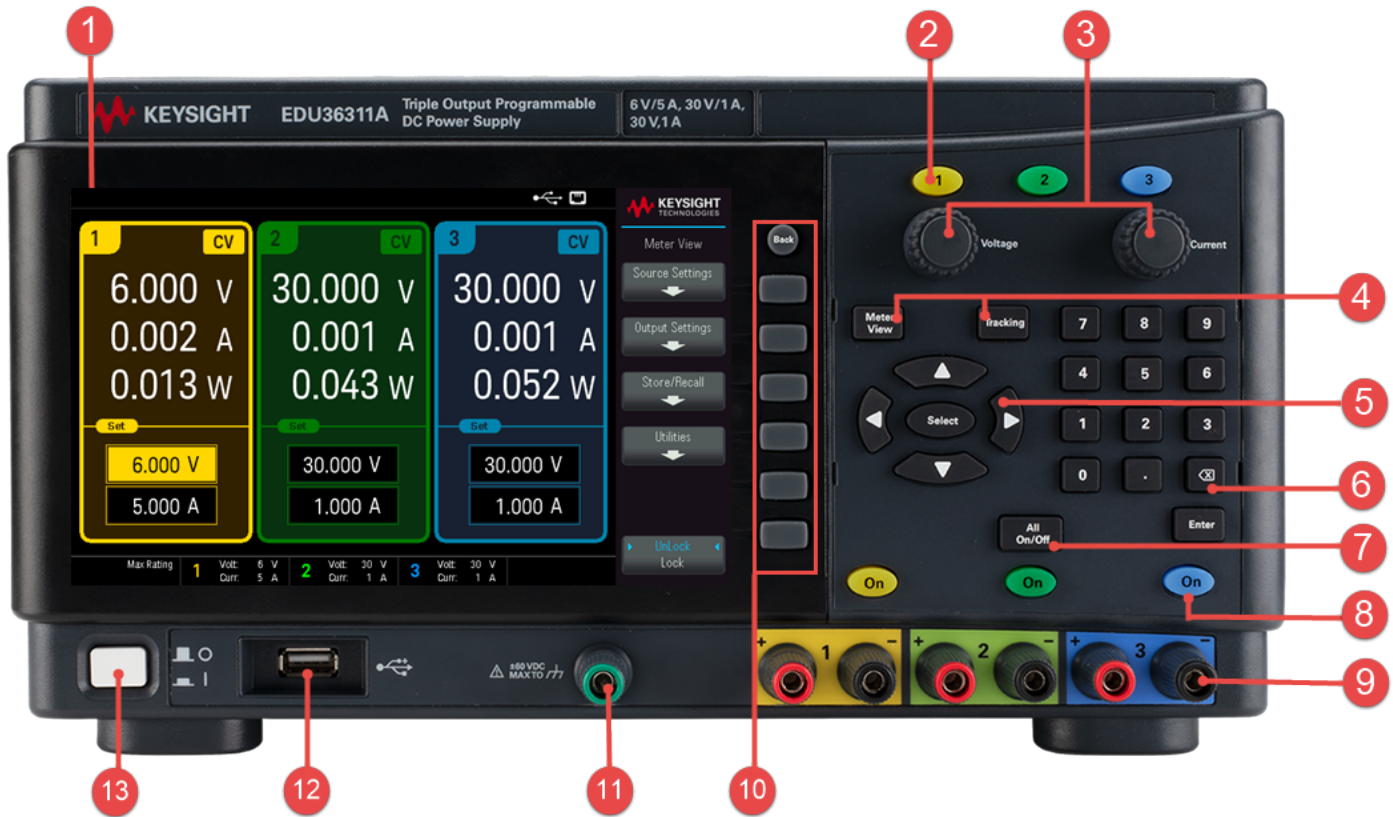 1
2
3
KEYSIGHT EDU36311A Triple Output Programmable DC Power Supply
6 V/5 A, 30 V/1 A,
30 V,1 A
1 2 3
Voltage
Current
KEYSIGHT
TECHNOLOGIES
Meter View
Source Settings
Output Settings
Store/Recall
Utilities
UnLock
Lock
1 CV
6.000 V
0.002 A
0.013 W
Set
6.000 V
5.000 A
2 CV
30.000 V
0.001 A
0.043 W
Set
30.000 V
1.000 A
3 CV
30.000 V
0.001 A
0.052 W
Set
30.000 V
1.000 A
Max Rating
1 Volt: 6 V
Curr: 5 A
2 Volt: 30 V
Curr: 1 A
3 Volt: 30 V
Curr: 1 A
Back
Meter
View
Tracking
4
7 8 9
4 5 6
1 2 3
0 .
Select
5
6
Enter
All
On/Off
7
On On On
8
±60 VDC
MAX TO
+ 1 -
+ 2 -
+ 3 -
9
13
12
11
10